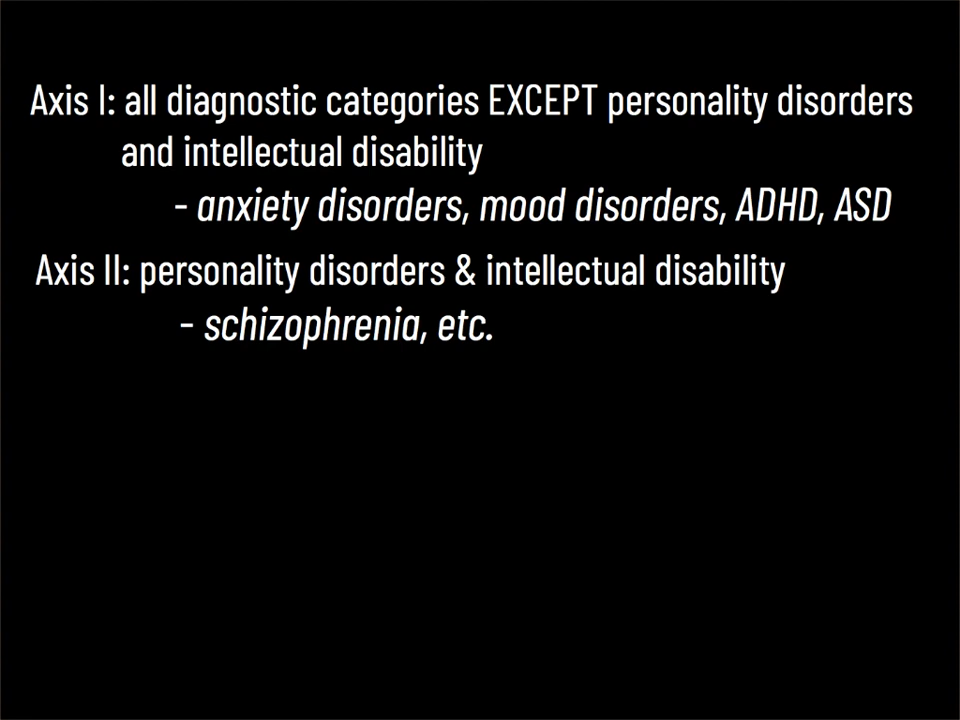 Axis I: all diagnostic categories EXCEPT personality disorders
and intellectual disability
- anxiety disorders, mood disorders, ADHD, ASD
Axis II: personality disorders & intellectual disability
- schizophrenia, etc.